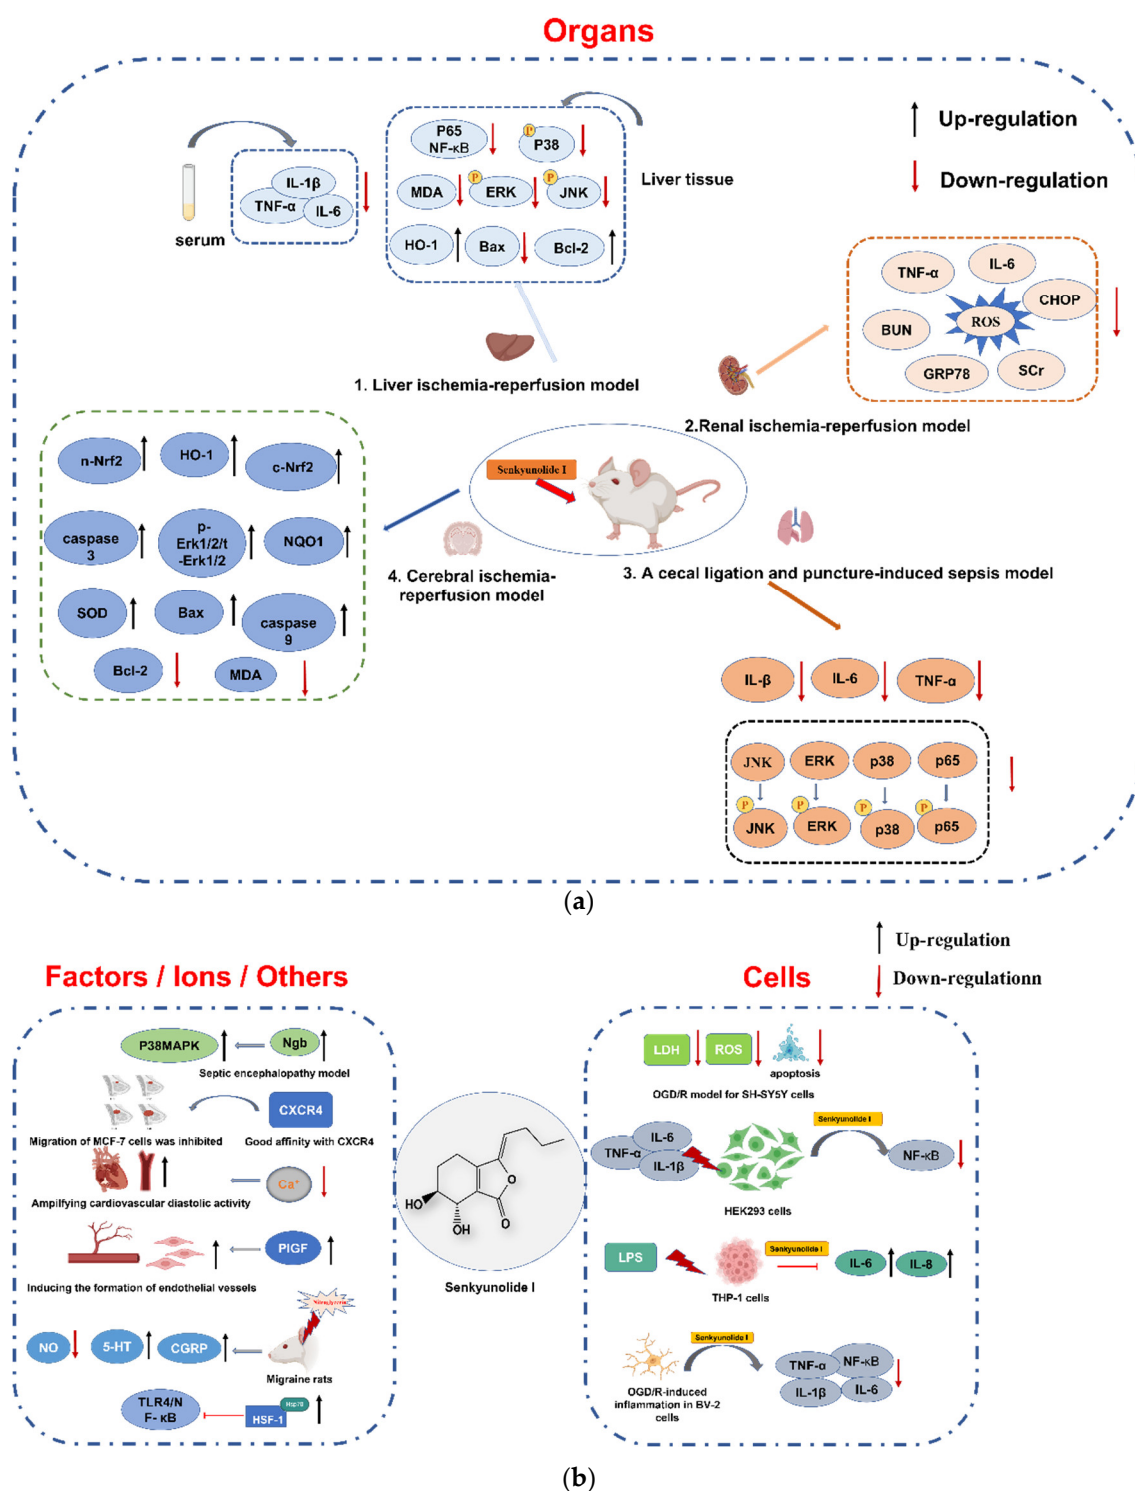 Organs
Up-regulation
Down-regulation
serum
IL-1β
TNF-α
IL-6
P65
NF-κB
P
P38
MDA
P
ERK
P
JNK
HO-1
Bax
Bcl-2
Liver tissue
1. Liver ischemia-reperfusion model
TNF-α
IL-6
CHOP
BUN
ROS
GRP78
SCr
2.Renal ischemia-reperfusion model
n-Nrf2
HO-1
c-Nrf2
caspase
3
p-
Erk1/2/t
-Erk1/2
NQO1
SOD
Bax
caspase
9
Bcl-2
MDA
Senkyunolide I
4. Cerebral ischemia-
reperfusion model
3. A cecal ligation and puncture-induced sepsis model
IL-β
IL-6
TNF-α
JNK
ERK
p38
p65
P
JNK
P
ERK
P
p38
P
p65
(a)
Up-regulation
Down-regulationn
Factors / Ions / Others
P38MAPK
Ngb
Septic encephalopathy model
CXCR4
Migration of MCF-7 cells was inhibited
Good affinity with CXCR4
Ca⁺
Ampilfying cardiovascular diastolic activity
PIGF
Inducing the formation of endothelial vessels
Nitroglycerin
NO
5-HT
CGRP
Migraine rats
TLR4/N
F- κB
HSF-1
Hsp70
HO
OH
O
O
Senkyunolide I
Cells
LDH
ROS
apoptosis
OGD/R model for SH-SY5Y cells
IL-6
TNF-α
IL-1β
HEK293 cells
Senkyunolide I
NF-κB
LPS
THP-1 cells
Senkyunolide I
IL-6
IL-8
Senkyunolide I
OGD/R-induced
inflammation in BV-2
cells
TNF-α
NF-κB
IL-1β
IL-6
(b)